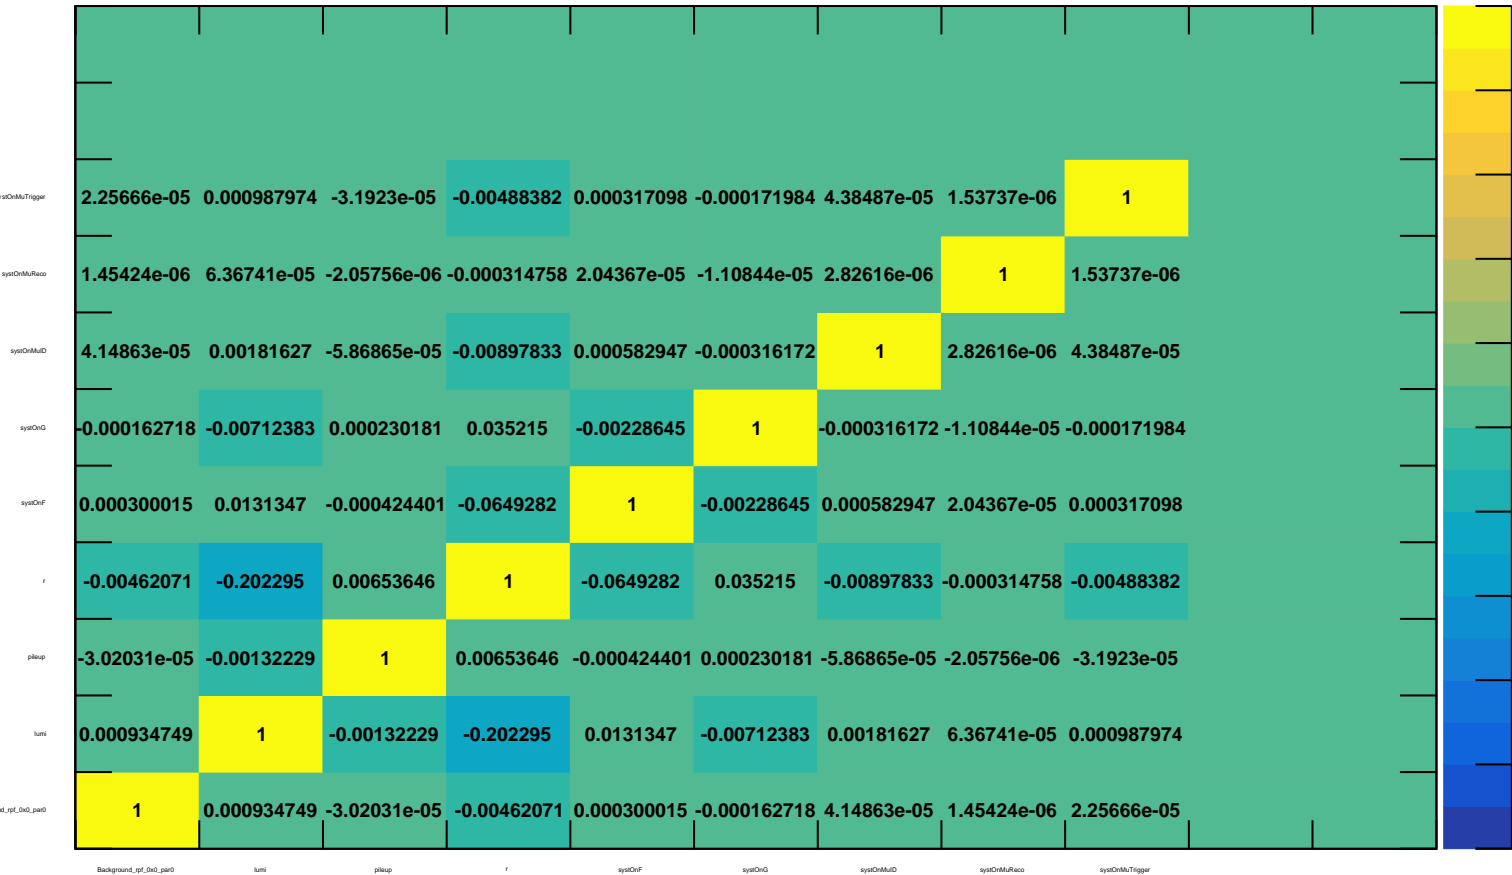 stOnMuTrigger 2.25666e-05 0.000987974 -3.1923e-05 -0.00488382 0.000317098 -0.000171984 4.38487e-05 1.53737e-06 1
systOnMuReco 1.45424e-06 6.36741e-05 -2.05756e-06 -0.000314758 2.04367e-05 -1.10844e-05 2.82616e-06 1 1.53737e-06
systOnMuID 4.14863e-05 0.00181627 -5.86865e-05 -0.00897833 0.000582947 -0.000316172 1 2.82616e-06 4.38487e-05
systOnG -0.000162718 -0.00712383 0.000230181 0.035215 -0.00228645 1 -0.000316172 -1.10844e-05 -0.000171984
systOnF 0.000300015 0.0131347 -0.000424401 -0.0649282 1 -0.00228645 0.000582947 2.04367e-05 0.000317098
r -0.00462071 -0.202295 0.00653646 1 -0.0649282 0.035215 -0.00897833 -0.000314758 -0.00488382
pileup -3.02031e-05 -0.00132229 1 0.00653646 -0.000424401 0.000230181 -5.86865e-05 -2.05756e-06 -3.1923e-05
lumi 0.000934749 1 -0.00132229 -0.202295 0.0131347 -0.00712383 0.00181627 6.36741e-05 0.000987974
d_rpf_0x0_par0 1 0.000934749 -3.02031e-05 -0.00462071 0.000300015 -0.000162718 4.14863e-05 1.45424e-06 2.25666e-05
Background_rpf_0x0_par0 lumi pileup r systOnF systOnG systOnMuID systOnMuReco systOnMuTrigger